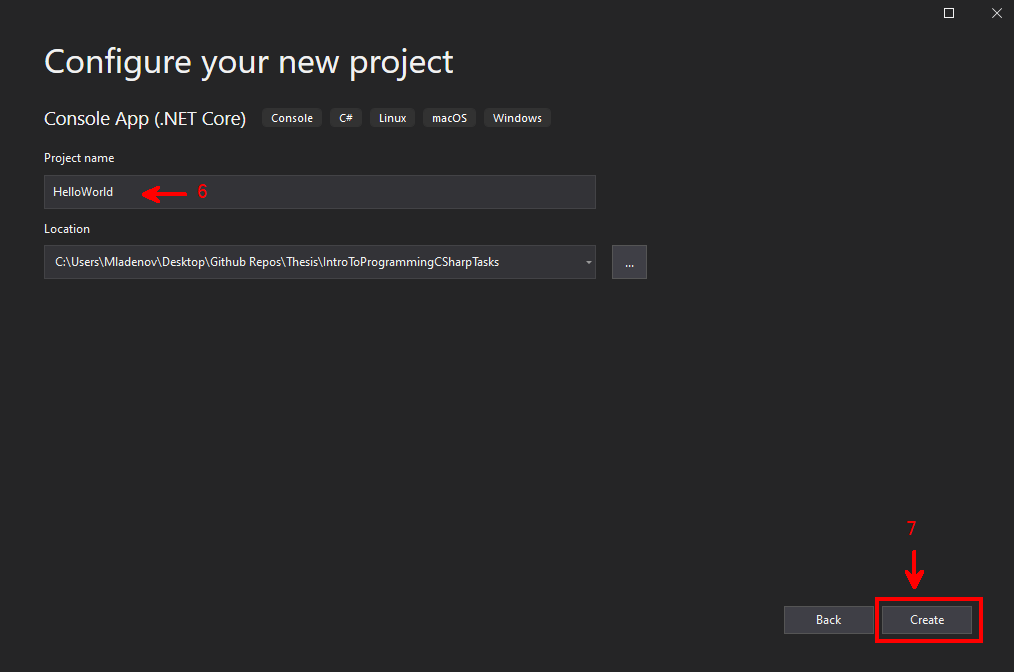 Configure your new project
Console App (.NET Core) Console C# Linux macOS Windows
Project name
HelloWorld 6
Location
C:\Users\Mladenov\Desktop\Github Repos\Thesis\IntroToProgrammingCSharpTasks ...
7
Back Create